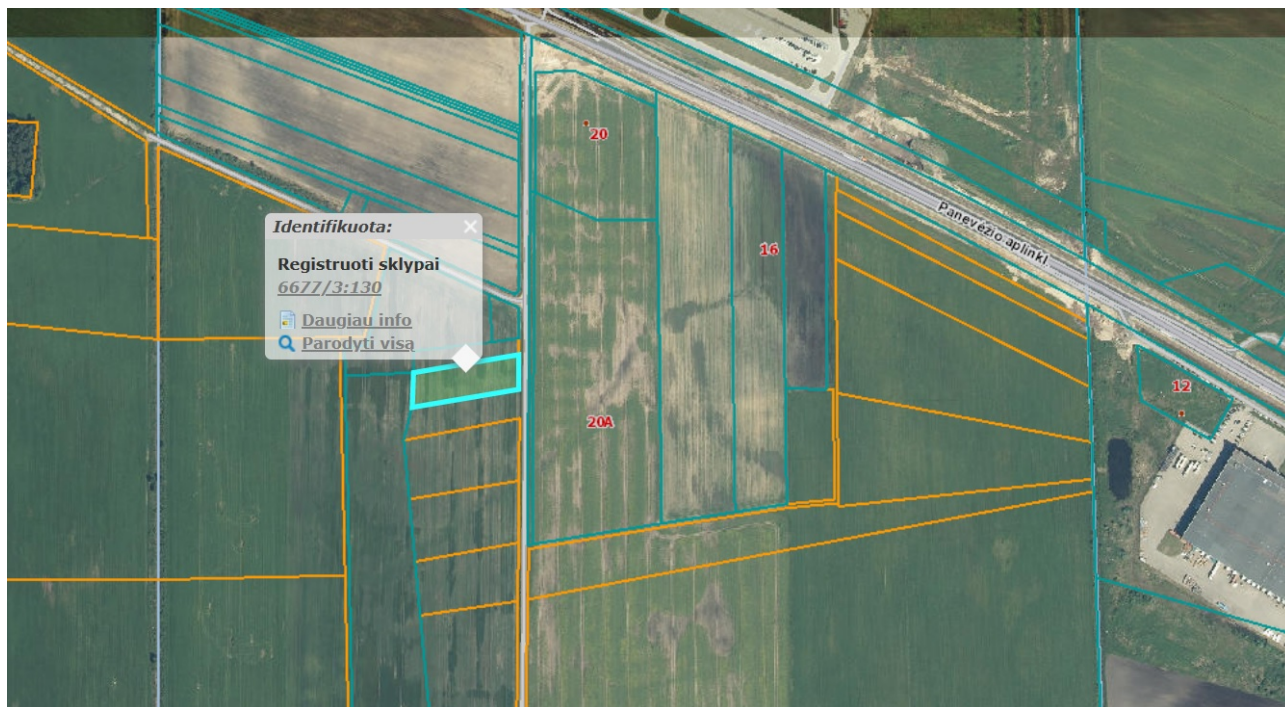 20
Panevėžio aplinkl.
16
Identifikuota:
Registruoti sklypai
6677/3:130
Daugiau info
Parodyti visą
12
20A